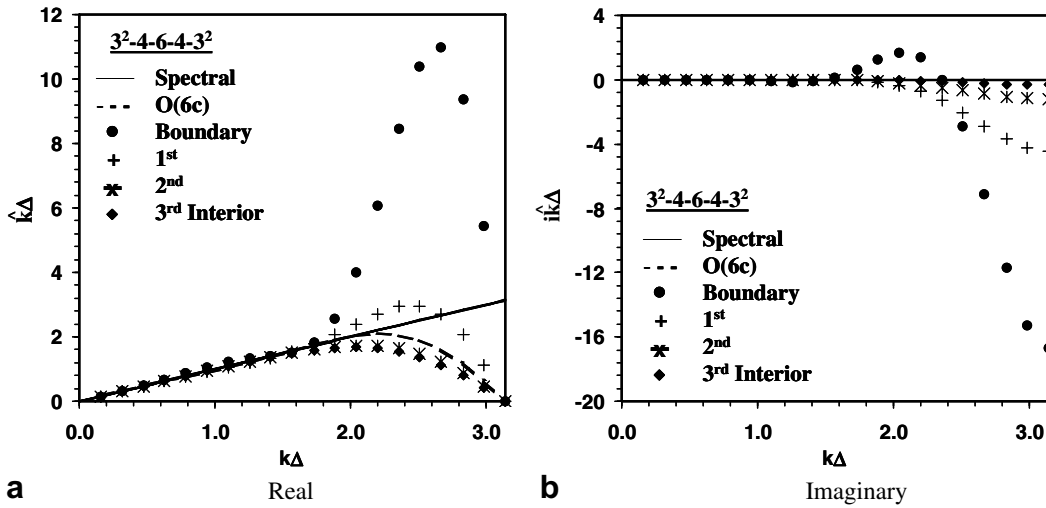 12
10
8
6
4
2
0
k̂Δ
3²-4-6-4-3²
Spectral
O(6c)
Boundary
1st
2nd
3rd Interior
0.0 1.0 2.0 3.0
kΔ
a Real
4
0
-4
-8
-12
-16
-20
ik̂Δ
3²-4-6-4-3²
Spectral
O(6c)
Boundary
1st
2nd
3rd Interior
0.0 1.0 2.0 3.0
kΔ
b Imaginary